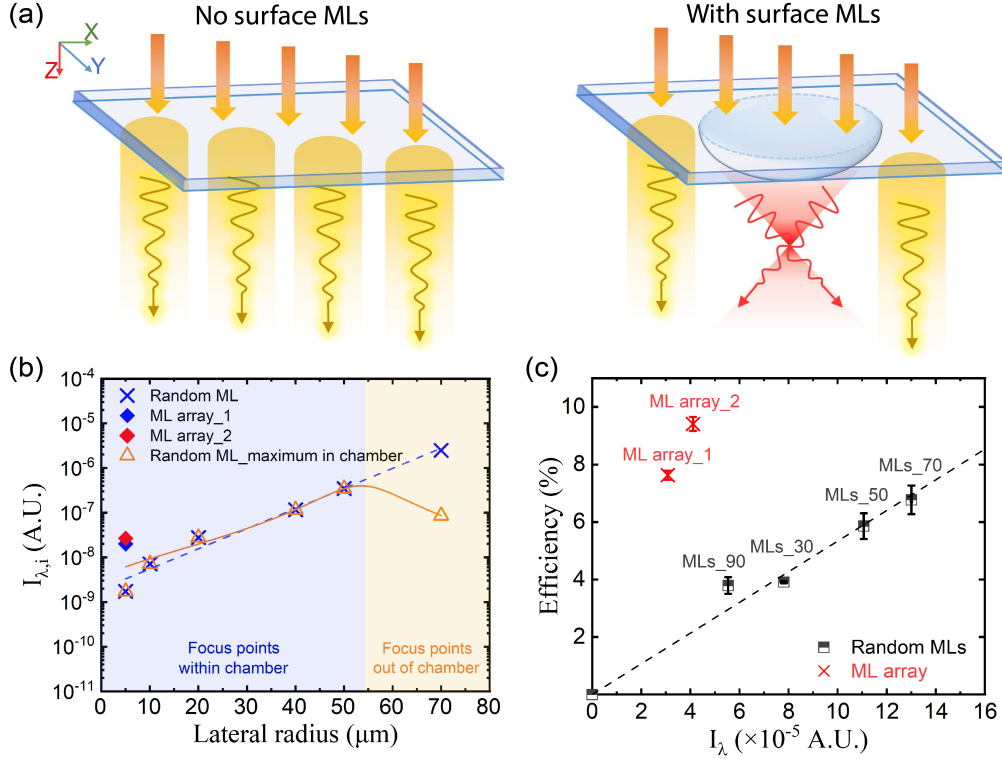 (a)
No surface MLs
With surface MLs
X
Y
Z
(b)
10⁻⁴
10⁻⁵
10⁻⁶
10⁻⁷
10⁻⁸
10⁻⁹
10⁻¹⁰
10⁻¹¹
I_λ,i (A.U.)
Random ML
ML array_1
ML array_2
Random ML_maximum in chamber
Focus points
within chamber
Focus points
out of chamber
0 10 20 30 40 50 60 70 80
Lateral radius (μm)
(c)
10
8
6
4
2
Efficiency (%)
ML array_2
ML array_1
MLs_70
MLs_50
MLs_30
MLs_90
Random MLs
ML array
0 2 4 6 8 10 12 14 16
I_λ (×10⁻⁵ A.U.)